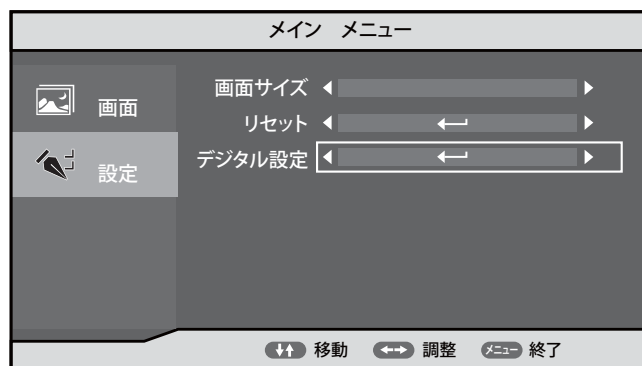 メイン メニュー
画面
設定
画面サイズ
リセット
デジタル設定
移動 調整 メニュー 終了